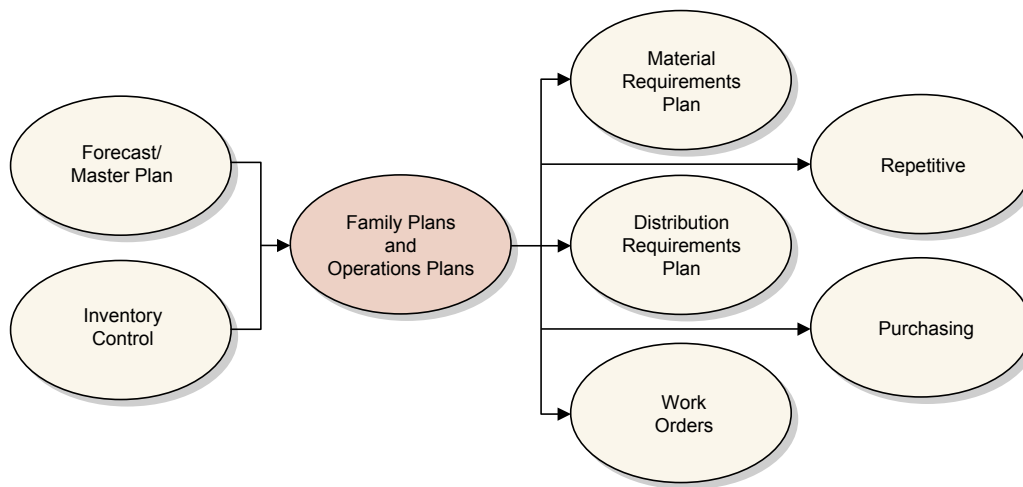 Forecast/
Master Plan
Inventory
Control
Family Plans
and
Operations Plans
Material
Requirements
Plan
Repetitive
Distribution
Requirements
Plan
Purchasing
Work
Orders